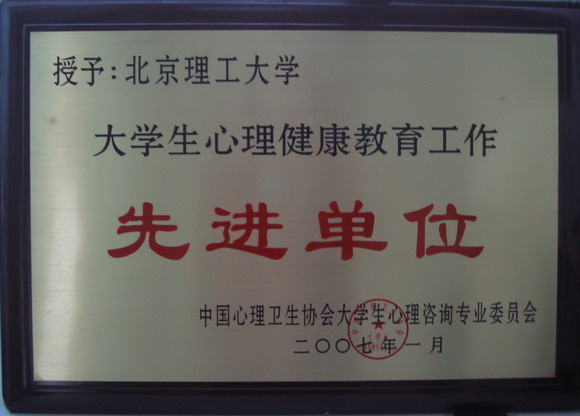 授予:北京理工大学
大学生心理健康教育工作
先进单位
中国心理卫生协会大学生心理咨询专业委员会
二〇〇七年一月